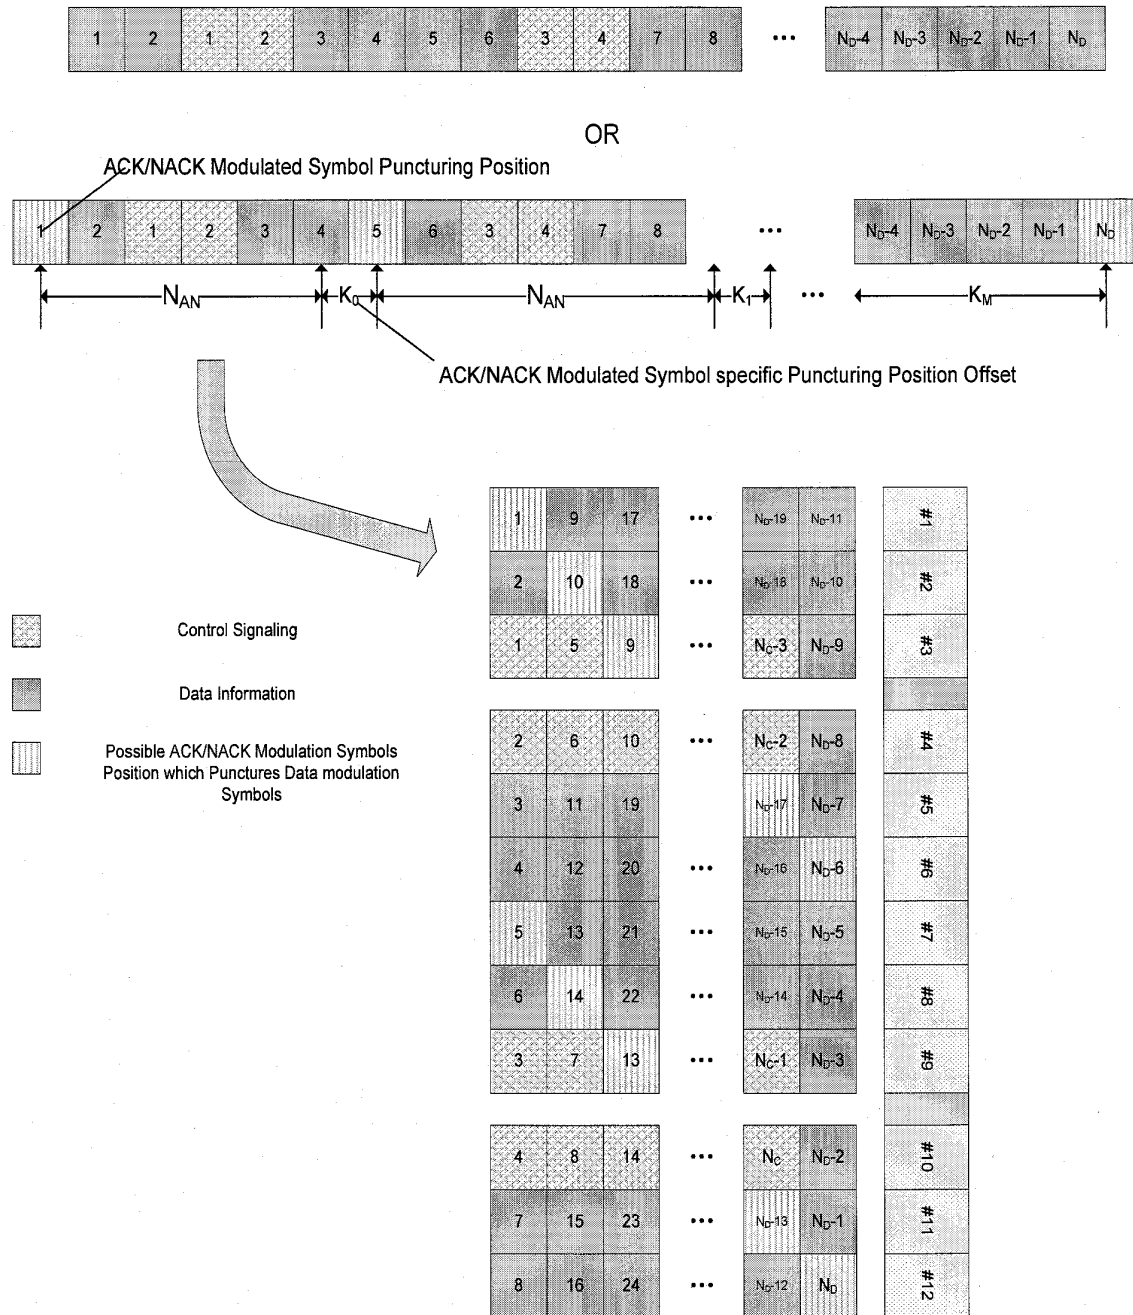 1 2 1 2 3 4 5 6 3 4 7 8 ••• N_D-4 N_D-3 N_D-2 N_D-1 N_D
OR
ACK/NACK Modulated Symbol Puncturing Position
1 2 1 2 3 4 5 6 3 4 7 8 ••• N_D-4 N_D-3 N_D-2 N_D-1 N_D
N_AN K_0 N_AN K_1 ••• K_M
ACK/NACK Modulated Symbol specific Puncturing Position Offset
1 9 17 ••• N_D-19 N_D-11 #1
2 10 18 ••• N_D-18 N_D-10 #2
1 5 9 ••• N_C-3 N_D-9 #3
2 6 10 ••• N_C-2 N_D-8 #4
3 11 19 N_D-17 N_D-7 #5
4 12 20 ••• N_D-16 N_D-6 #6
5 13 21 ••• N_D-15 N_D-5 #7
6 14 22 ••• N_D-14 N_D-4 #8
3 7 13 ••• N_C-1 N_D-3 #9
4 8 14 ••• N_C N_D-2 #10
7 15 23 ••• N_D-13 N_D-1 #11
8 16 24 ••• N_D-12 N_D #12
Control Signaling
Data Information
Possible ACK/NACK Modulation Symbols
Position which Punctures Data modulation
Symbols